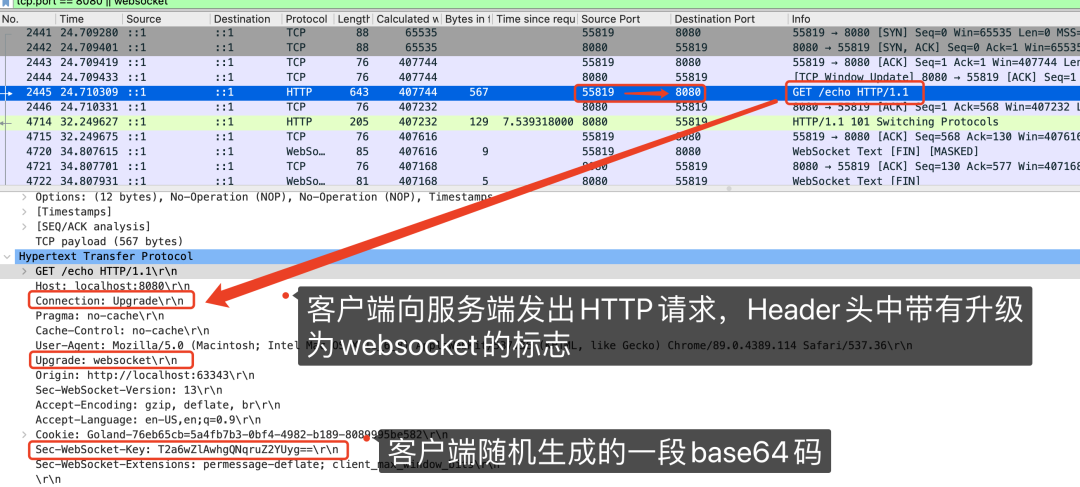 tcp.port == 8080 || websocket
No. Time Source Destination Protocol Length Calculated w Bytes in f Time since requ Source Port Destination Port Info
2441 24.709280 ::1 ::1 TCP 88 65535 55819 8080 55819 → 8080 [SYN] Seq=0 Win=65535 Len=0 MSS=
2442 24.709401 ::1 ::1 TCP 88 65535 8080 55819 8080 → 55819 [SYN, ACK] Seq=0 Ack=1 Win=6553
2443 24.709419 ::1 ::1 TCP 76 407744 55819 8080 55819 → 8080 [ACK] Seq=1 Ack=1 Win=407744 Len
2444 24.709433 ::1 ::1 TCP 76 407744 8080 55819 [TCP Window Update] 8080 → 55819 [ACK] Seq=1
2445 24.710309 ::1 ::1 HTTP 643 407744 567 55819 8080 GET /echo HTTP/1.1
2446 24.710331 ::1 ::1 TCP 76 407232 8080 55819 8080 → 55819 [ACK] Seq=1 Ack=568 Win=407232 L
4714 32.249675 ::1 ::1 HTTP 205 407232 129 7.539318000 8080 55819 HTTP/1.1 101 Switching Protocols
4715 32.249697 ::1 ::1 TCP 76 407616 55819 8080 55819 → 8080 [ACK] Seq=568 Ack=130 Win=407616
4720 34.807615 ::1 ::1 WebSo… 85 407616 9 55819 8080 WebSocket Text [FIN] [MASKED]
4721 34.807701 ::1 ::1 TCP 76 407168 8080 55819 8080 → 55819 [ACK] Seq=130 Ack=577 Win=407168
4722 34.807931 ::1 ::1 WebSo… 81 407168 5 8080 55819 WebSocket Text [FIN]
Options: (12 bytes), No-Operation (NOP), No-Operation (NOP), Timestamps
[Timestamps]
[SEQ/ACK analysis]
TCP payload (567 bytes)
Hypertext Transfer Protocol
GET /echo HTTP/1.1\r\n
Host: localhost:8080\r\n
Connection: Upgrade\r\n
Pragma: no-cache\r\n
Cache-Control: no-cache\r\n
客户端向服务端发出HTTP请求，Header头中带有升级
为websocket的标志
User-Agent: Mozilla/5.0 (Macintosh; Intel like Gecko) Chrome/89.0.4389.114 Safari/537.36\r\n
Upgrade: websocket\r\n
Origin: http://localhost:63343\r\n
Sec-WebSocket-Version: 13\r\n
Accept-Encoding: gzip, deflate, br\r\n
Accept-Language: en-US,en;q=0.9\r\n
Cookie: Goland-76eb65cb=5a4fb7b3-0bf4-4982-b189-8089995be582\r\n
Sec-WebSocket-Key: T2a6wZlAwhgQNqruZ2YUyg==\r\n
客户端随机生成的一段base64码
Sec-WebSocket-Extensions: permessage-deflate; client_max_window_bits\r\n
\r\n